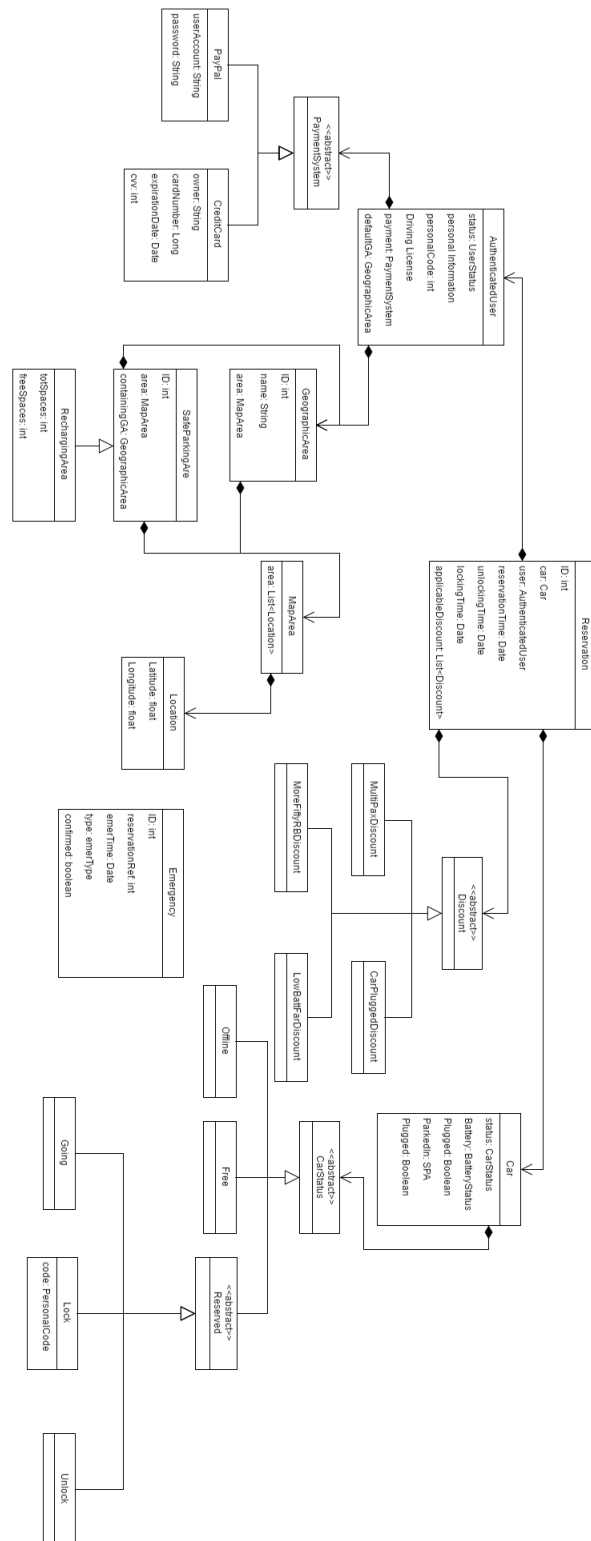 Reservation
ID: int
car: Car
user: AuthenticatedUser
reservationTime: Date
unlockingTime: Date
lockingTime: Date
applicableDiscount: List<Discount>
AuthenticatedUser
status: UserStatus
personal Information
personalCode: int
Driving License
payment: PaymentSystem
defaultGA: GeographicArea
Car
status: CarStatus
Battery: BatteryStatus
Plugged: Boolean
ParkedIn: SPA
Plugged: Boolean
<<abstract>>
PaymentSystem
<<abstract>>
Discount
MultiPaxDiscount
CarPluggedDiscount
MoreFiftyRBDiscount
LowBattFarDiscount
<<abstract>>
CarStatus
PayPal
userAccount: String
password: String
CreditCard
owner: String
cardNumber: Long
expirationDate: Date
cvv: int
GeographicArea
ID: int
name: String
area: MapArea
MapArea
area: List<Location>
SafeParkingAre
ID: int
area: MapArea
containingGA: GeographicArea
Location
Latitude: float
Longitude: float
Emergency
ID: int
reservationRef: int
emerTime: Date
type: emerType
confirmed: boolean
Offline
Free
<<abstract>>
Reserved
RechargingArea
totSpaces: int
freeSpaces: int
Going
Lock
code: PersonalCode
Unlock